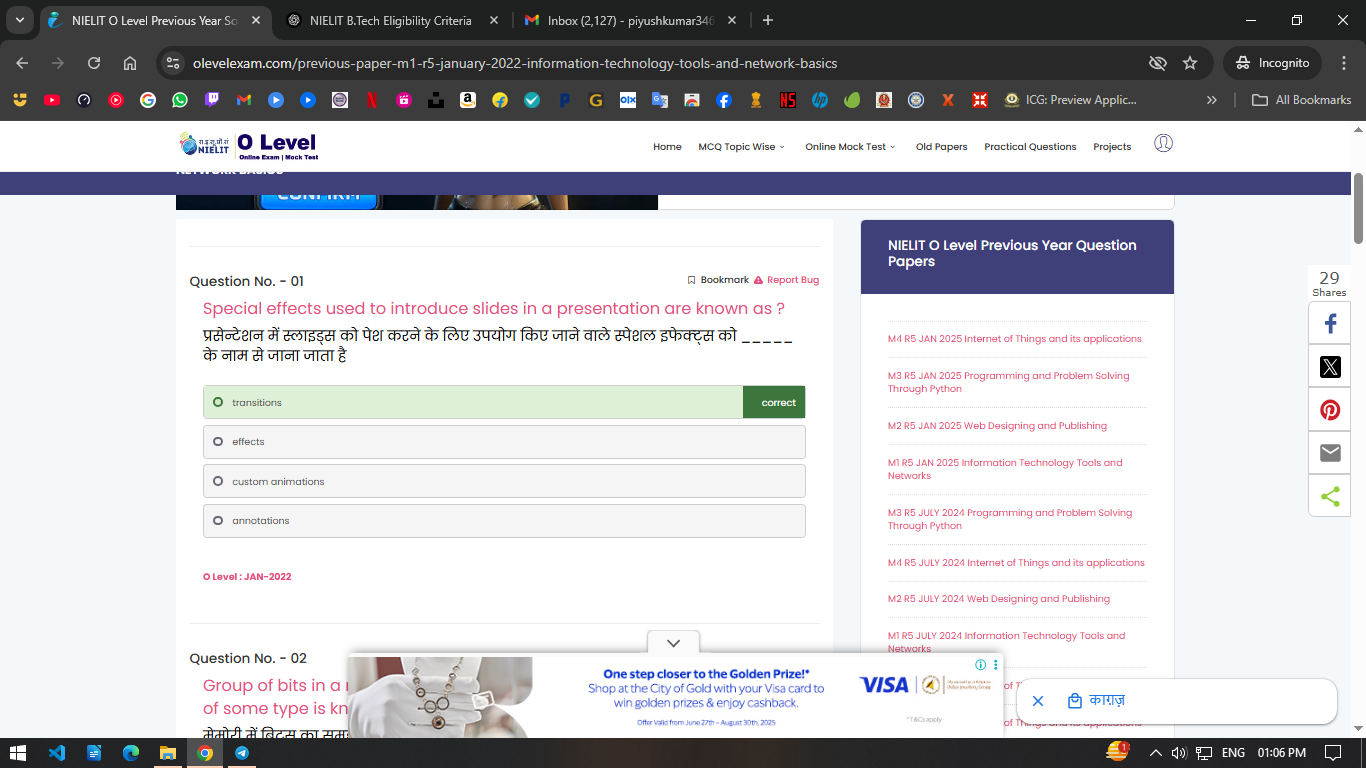 NIELIT O Level Previous Year So
NIELIT B.Tech Eligibility Criteria
Inbox (2,127) - piyushkumar346
olevelexam.com/previous-paper-m1-r5-january-2022-information-technology-tools-and-network-basics
Incognito
ICG: Preview Applic...
All Bookmarks
NIELIT
O Level
Online Exam | Mock Test
Home
MCQ Topic Wise
Online Mock Test
Old Papers
Practical Questions
Projects
NETWORK BASICS
CONFIRM
Question No. - 01
Bookmark
Report Bug
Special effects used to introduce slides in a presentation are known as ?
प्रसेन्टेशन में स्लाइड्स को पेश करने के लिए उपयोग किए जाने वाले स्पेशल इफेक्ट्स को _____
के नाम से जाना जाता है
transitions
correct
effects
custom animations
annotations
O Level : JAN-2022
Question No. - 02
Group of bits in a
of some type is kn
NIELIT O Level Previous Year Question
Papers
M4 R5 JAN 2025 Internet of Things and its applications
M3 R5 JAN 2025 Programming and Problem Solving
Through Python
M2 R5 JAN 2025 Web Designing and Publishing
M1 R5 JAN 2025 Information Technology Tools and
Networks
M3 R5 JULY 2024 Programming and Problem Solving
Through Python
M4 R5 JULY 2024 Internet of Things and its applications
M2 R5 JULY 2024 Web Designing and Publishing
M1 R5 JULY 2024 Information Technology Tools and
Networks
29
Shares
One step closer to the Golden Prize!*
Shop at the City of Gold with your Visa card to
win golden prizes & enjoy cashback.
Offer Valid from June 27th – August 30th, 2025
VISA
*T&Cs apply
काग़ज़
1
ENG
01:06 PM